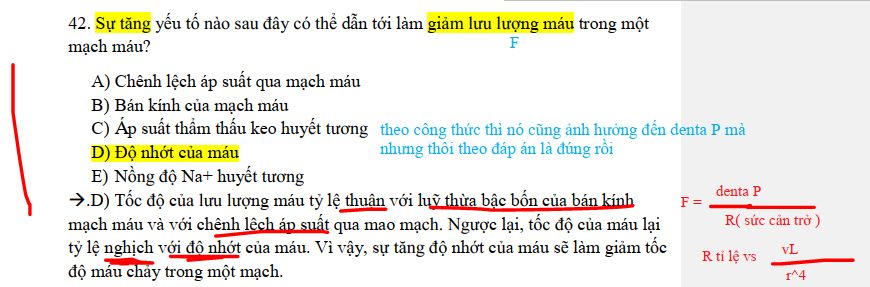 42. Sự tăng yếu tố nào sau đây có thể dẫn tới làm giảm lưu lượng máu trong một
mạch máu?
F
A) Chênh lệch áp suất qua mạch máu
B) Bán kính của mạch máu
C) Áp suất thẩm thấu keo huyết tương
theo công thức thì nó cũng ảnh hưởng đến denta P mà
nhưng thôi theo đáp án là đúng rồi
D) Độ nhớt của máu
E) Nồng độ Na+ huyết tương
→.D) Tốc độ của lưu lượng máu tỷ lệ thuận với luỹ thừa bậc bốn của bán kính
mạch máu và với chênh lệch áp suất qua mao mạch. Ngược lại, tốc độ của máu lại
tỷ lệ nghịch với độ nhớt của máu. Vì vậy, sự tăng độ nhớt của máu sẽ làm giảm tốc
độ máu chảy trong một mạch.
denta P
F =
R( sức cản trở )
R tỉ lệ vs
vL
r^4